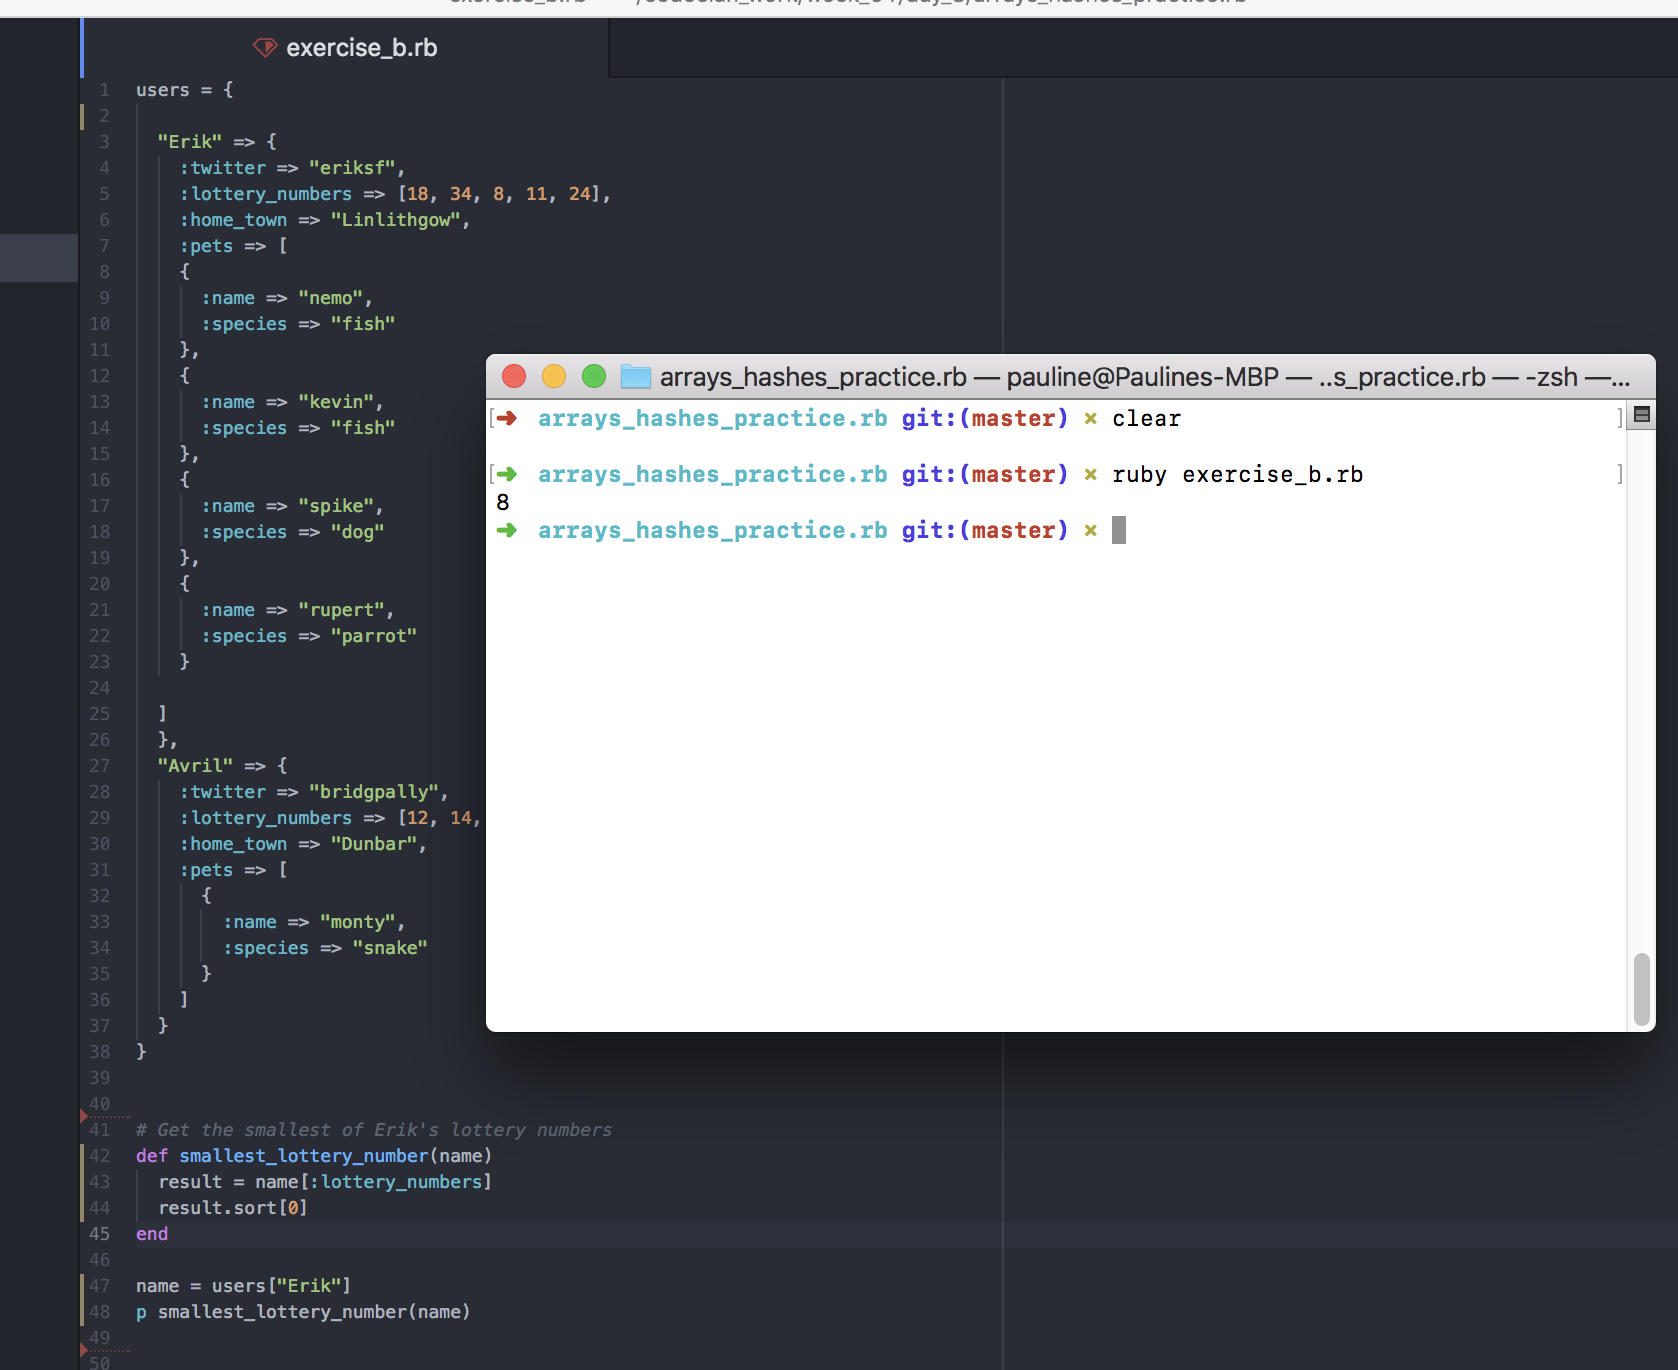 exercise_b.rb
1 users = {
2
3 "Erik" => {
4 :twitter => "eriksf",
5 :lottery_numbers => [18, 34, 8, 11, 24],
6 :home_town => "Linlithgow",
7 :pets => [
8 {
9 :name => "nemo",
10 :species => "fish"
11 },
12 {
13 :name => "kevin",
14 :species => "fish"
15 },
16 {
17 :name => "spike",
18 :species => "dog"
19 },
20 {
21 :name => "rupert",
22 :species => "parrot"
23 }
24
25 ]
26 },
27 "Avril" => {
28 :twitter => "bridgpally",
29 :lottery_numbers => [12, 14,
30 :home_town => "Dunbar",
31 :pets => [
32 {
33 :name => "monty",
34 :species => "snake"
35 }
36 ]
37 }
38 }
39
40
41 # Get the smallest of Erik's lottery numbers
42 def smallest_lottery_number(name)
43 result = name[:lottery_numbers]
44 result.sort[0]
45 end
46
47 name = users["Erik"]
48 p smallest_lottery_number(name)
49
50
arrays_hashes_practice.rb — pauline@Paulines-MBP — ..s_practice.rb — -zsh —...
[➜ arrays_hashes_practice.rb git:(master) × clear ]
[➜ arrays_hashes_practice.rb git:(master) × ruby exercise_b.rb ]
8
➜ arrays_hashes_practice.rb git:(master) ×